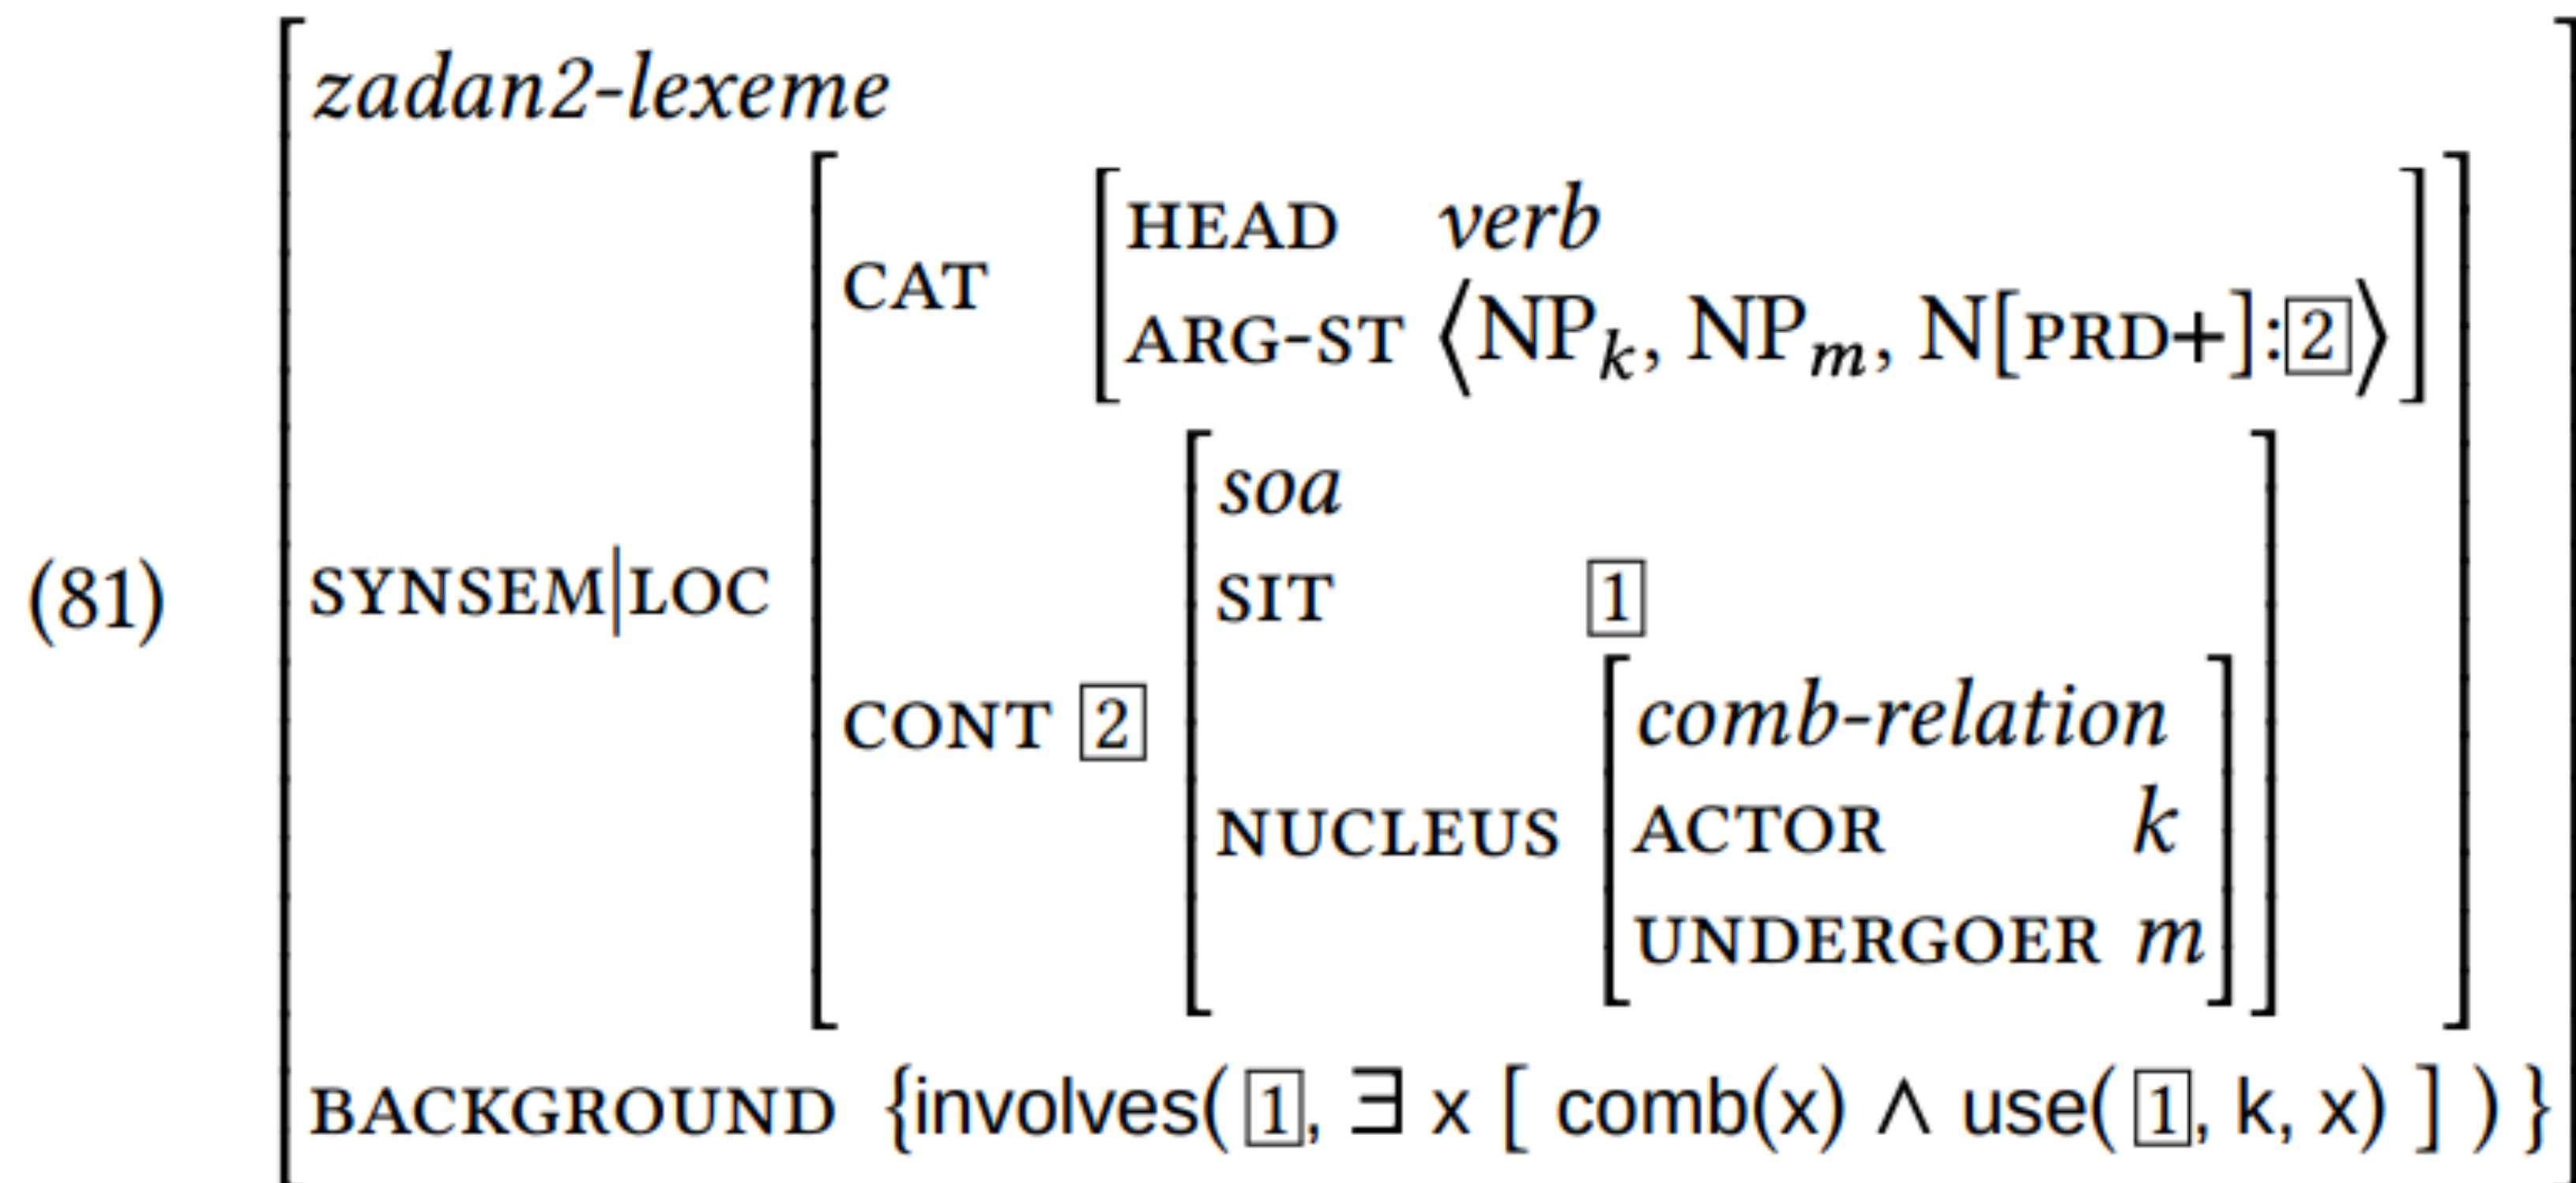 zadan2-lexeme
HEAD verb
CAT
ARG-ST ⟨NPk, NPm, N[PRD+]:2⟩
soa
SIT 1
(81) SYNSEM|LOC
comb-relation
CONT 2
NUCLEUS ACTOR k
UNDERGOER m
BACKGROUND {involves( 1, ∃ x [ comb(x) ∧ use( 1, k, x) ] ) }